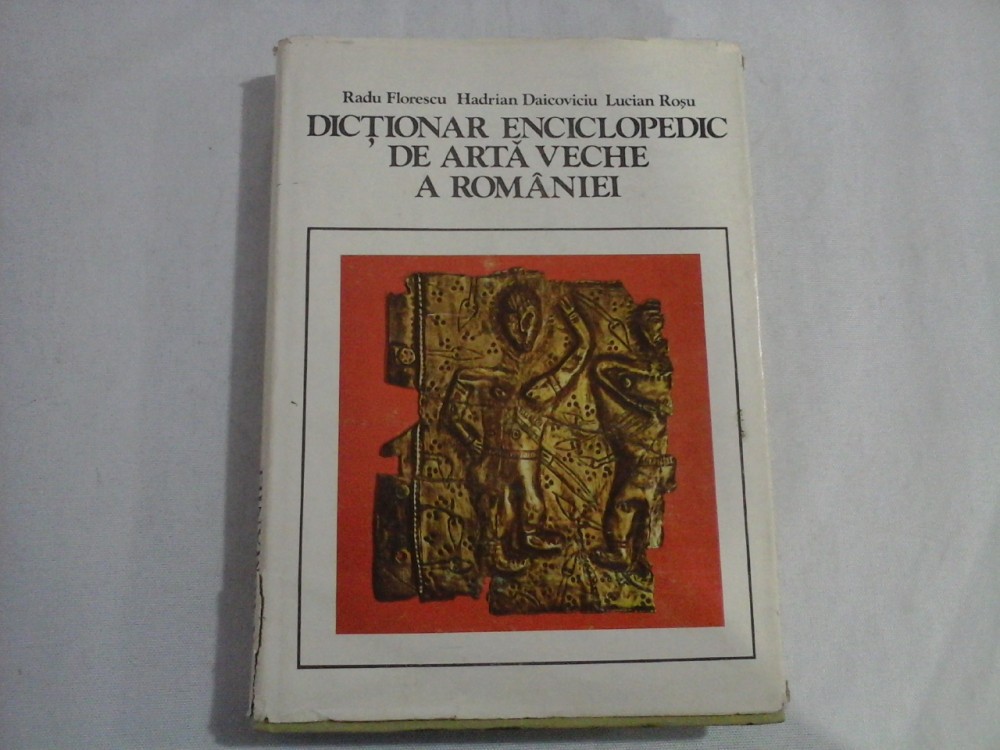 Radu Florescu Hadrian Daicoviciu Lucian Roșu
DICȚIONAR ENCICLOPEDIC
DE ARTĂ VECHE
A ROMÂNIEI